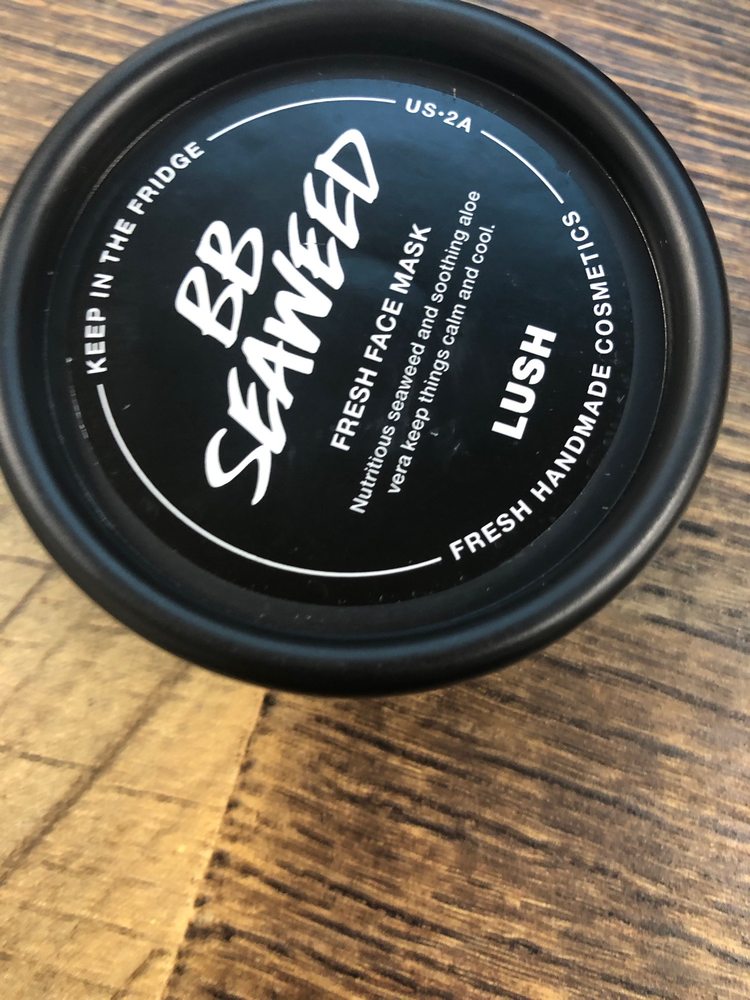 KEEP IN THE FRIDGE
US·2A
BB
SEAWEED
FRESH FACE MASK
Nutritious seaweed and soothing aloe
vera keep things calm and cool.
LUSH
FRESH HANDMADE COSMETICS